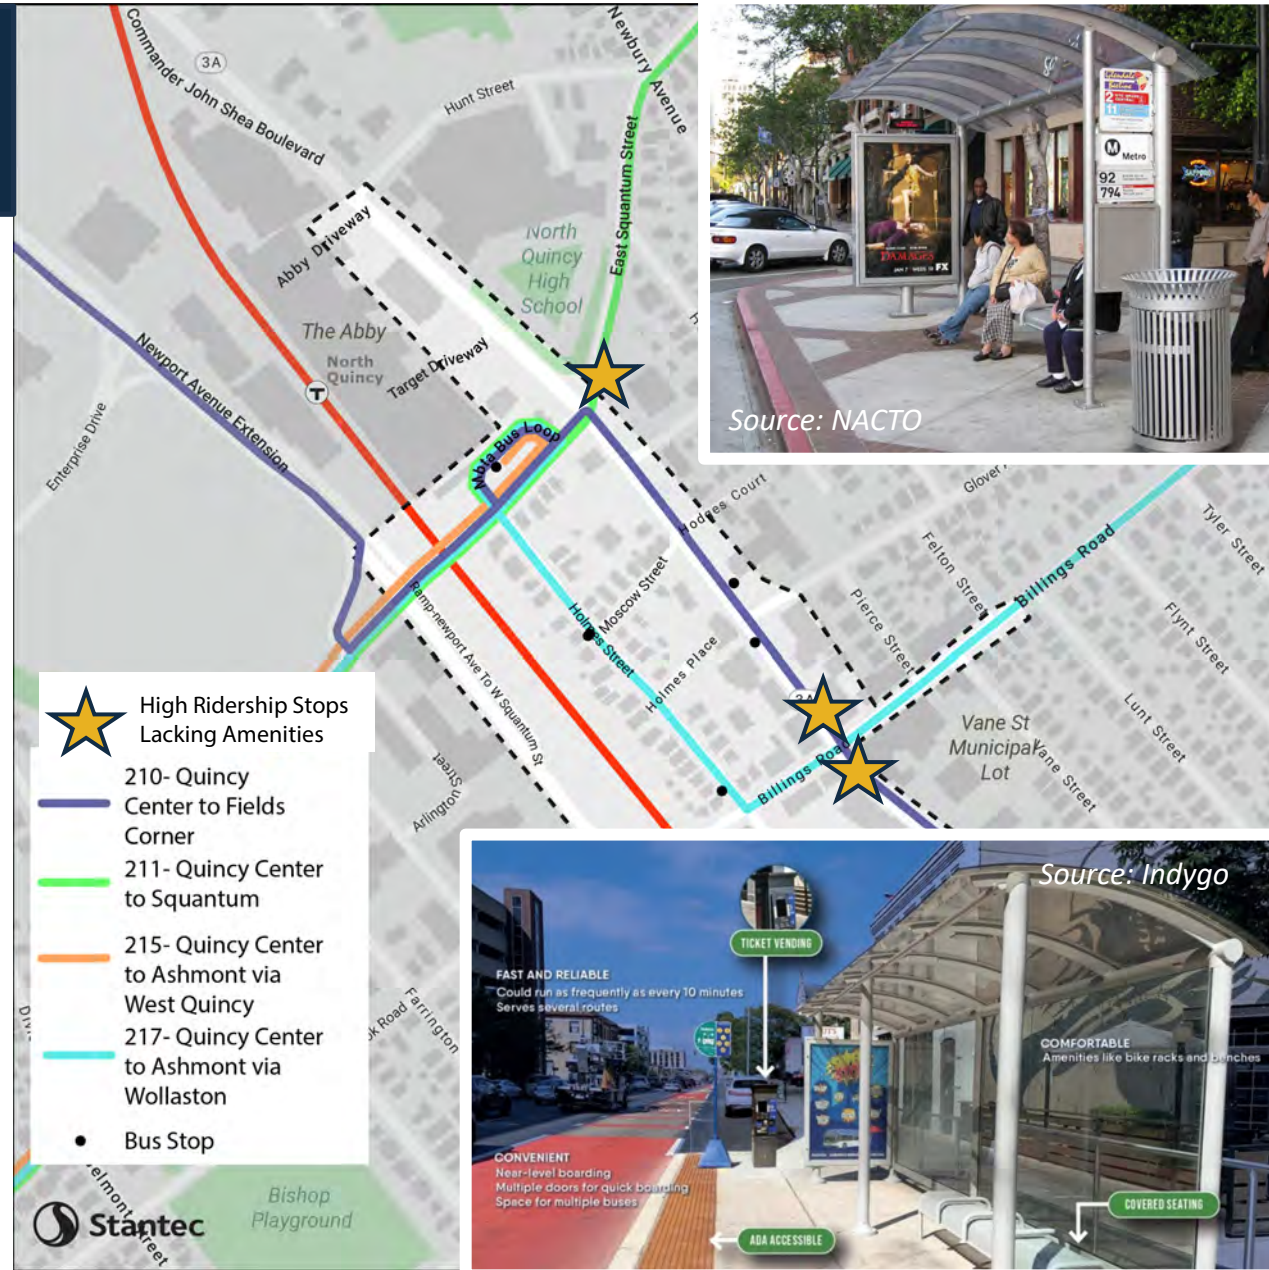 Commander John Shea Boulevard
3A
Hunt Street
Newbury Avenue
East Squantum Street
Abby Driveway
North
Quincy
High
School
The Abby
North
Quincy
T
Target Driveway
Newport Avenue Extension
Enterprise Drive
Mbta Bus Loop
Hodges Court
Tyler Street
Felton Street
Billings Road
Pierce Street
Flynt Street
Moscow Street
Holmes Street
Holmes Place
Ramp-newport Ave To W Squantum St
Lunt Street
Vane St
Municipal
Lot
Vane Street
Billings Road
Arlington Street
Farrington
Bishop
Playground
High Ridership Stops
Lacking Amenities
210- Quincy
Center to Fields
Corner
211- Quincy Center
to Squantum
215- Quincy Center
to Ashmont via
West Quincy
217- Quincy Center
to Ashmont via
Wollaston
Bus Stop
Stantec
2
11
M
Metro
92
794
DAMAGES
FX
Source: NACTO
Source: Indygo
TICKET VENDING
FAST AND RELIABLE
Could run as frequently as every 10 minutes
Serves several routes
COMFORTABLE
Amenities like bike racks and benches
CONVENIENT
Near-level boarding
Multiple doors for quick boarding
Space for multiple buses
COVERED SEATING
ADA ACCESSIBLE